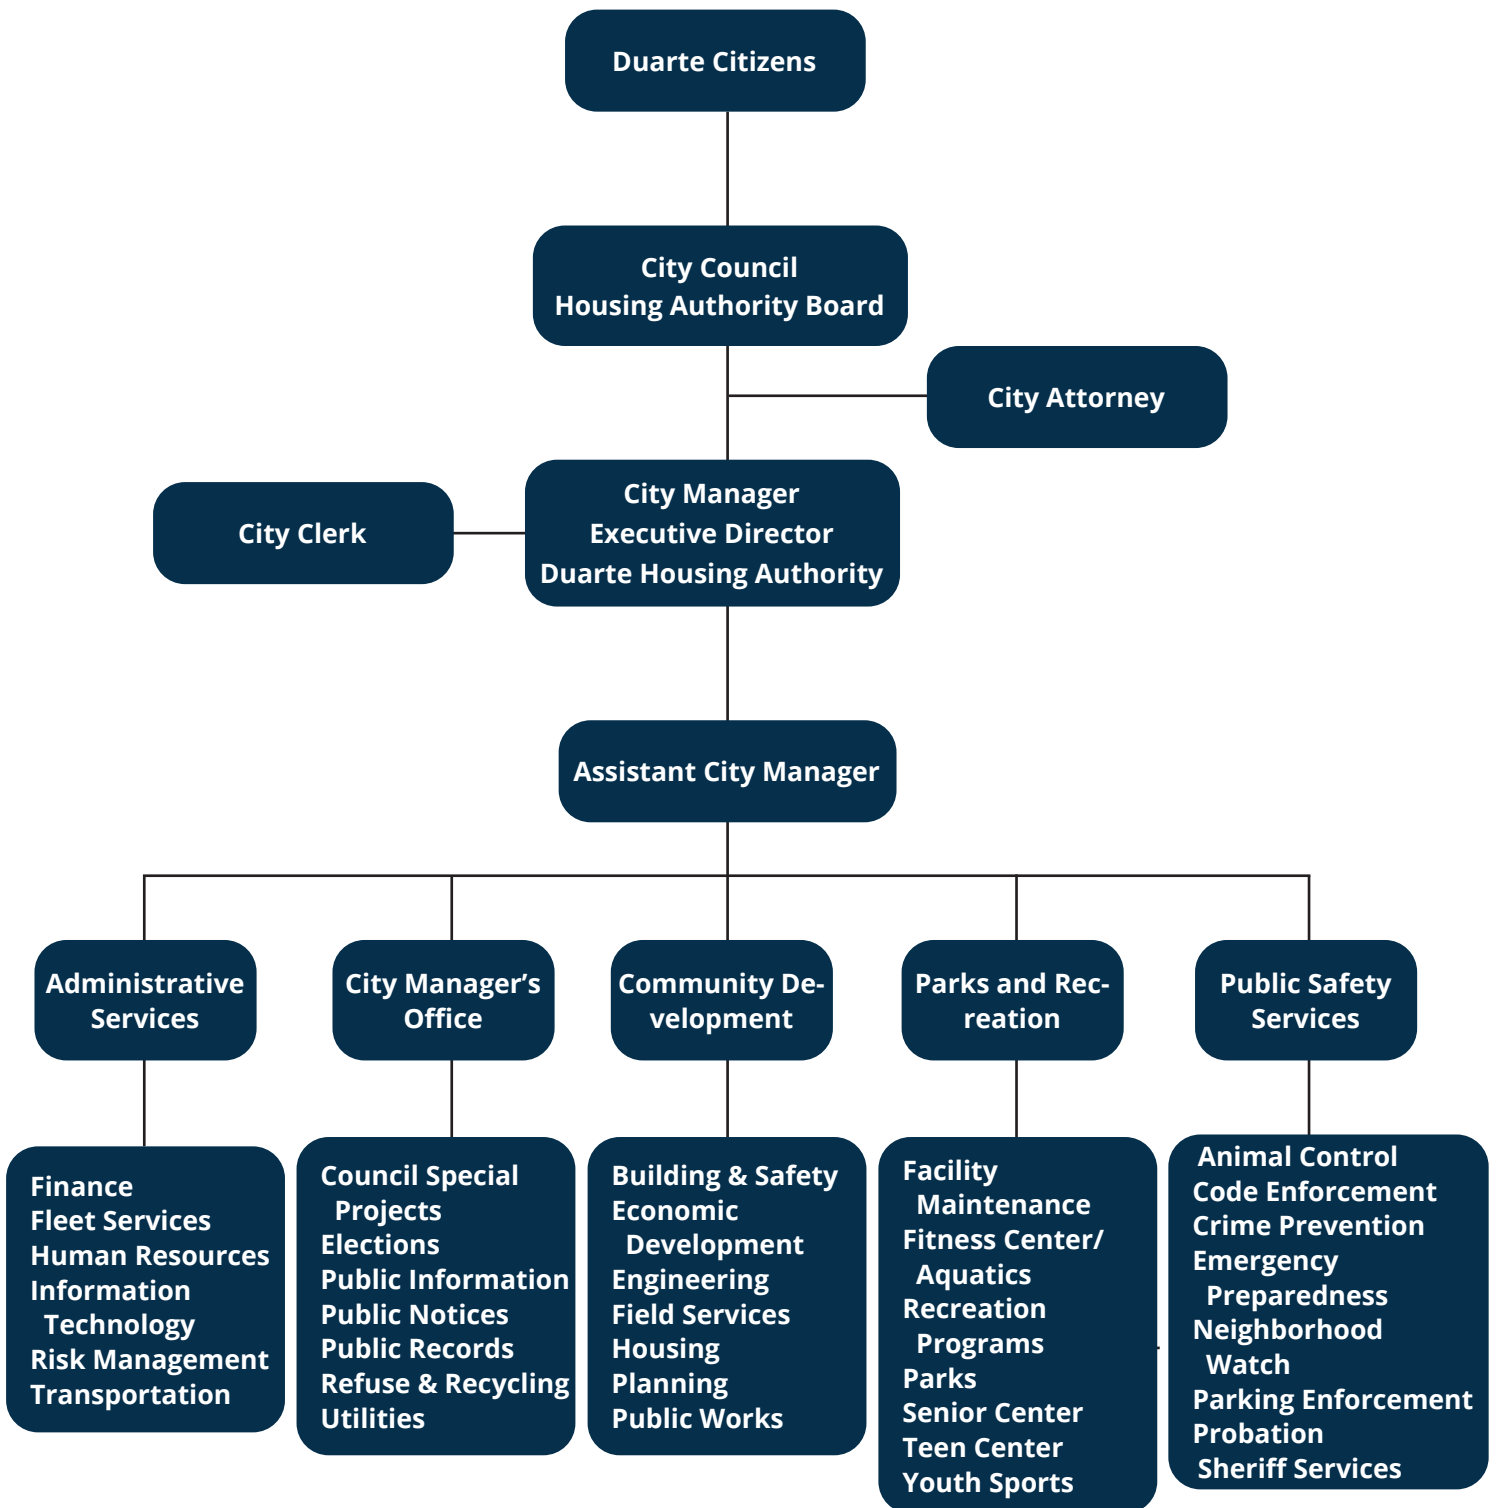 Duarte Citizens
City Council
Housing Authority Board
City Attorney
City Manager
Executive Director
Duarte Housing Authority
City Clerk
Assistant City Manager
Administrative
Services
City Manager’s
Office
Community De-
velopment
Parks and Rec-
reation
Public Safety
Services
Finance
Fleet Services
Human Resources
Information
Technology
Risk Management
Transportation
Council Special
Projects
Elections
Public Information
Public Notices
Public Records
Refuse & Recycling
Utilities
Building & Safety
Economic
Development
Engineering
Field Services
Housing
Planning
Public Works
Facility
Maintenance
Fitness Center/
Aquatics
Recreation
Programs
Parks
Senior Center
Teen Center
Youth Sports
Animal Control
Code Enforcement
Crime Prevention
Emergency
Preparedness
Neighborhood
Watch
Parking Enforcement
Probation
Sheriff Services